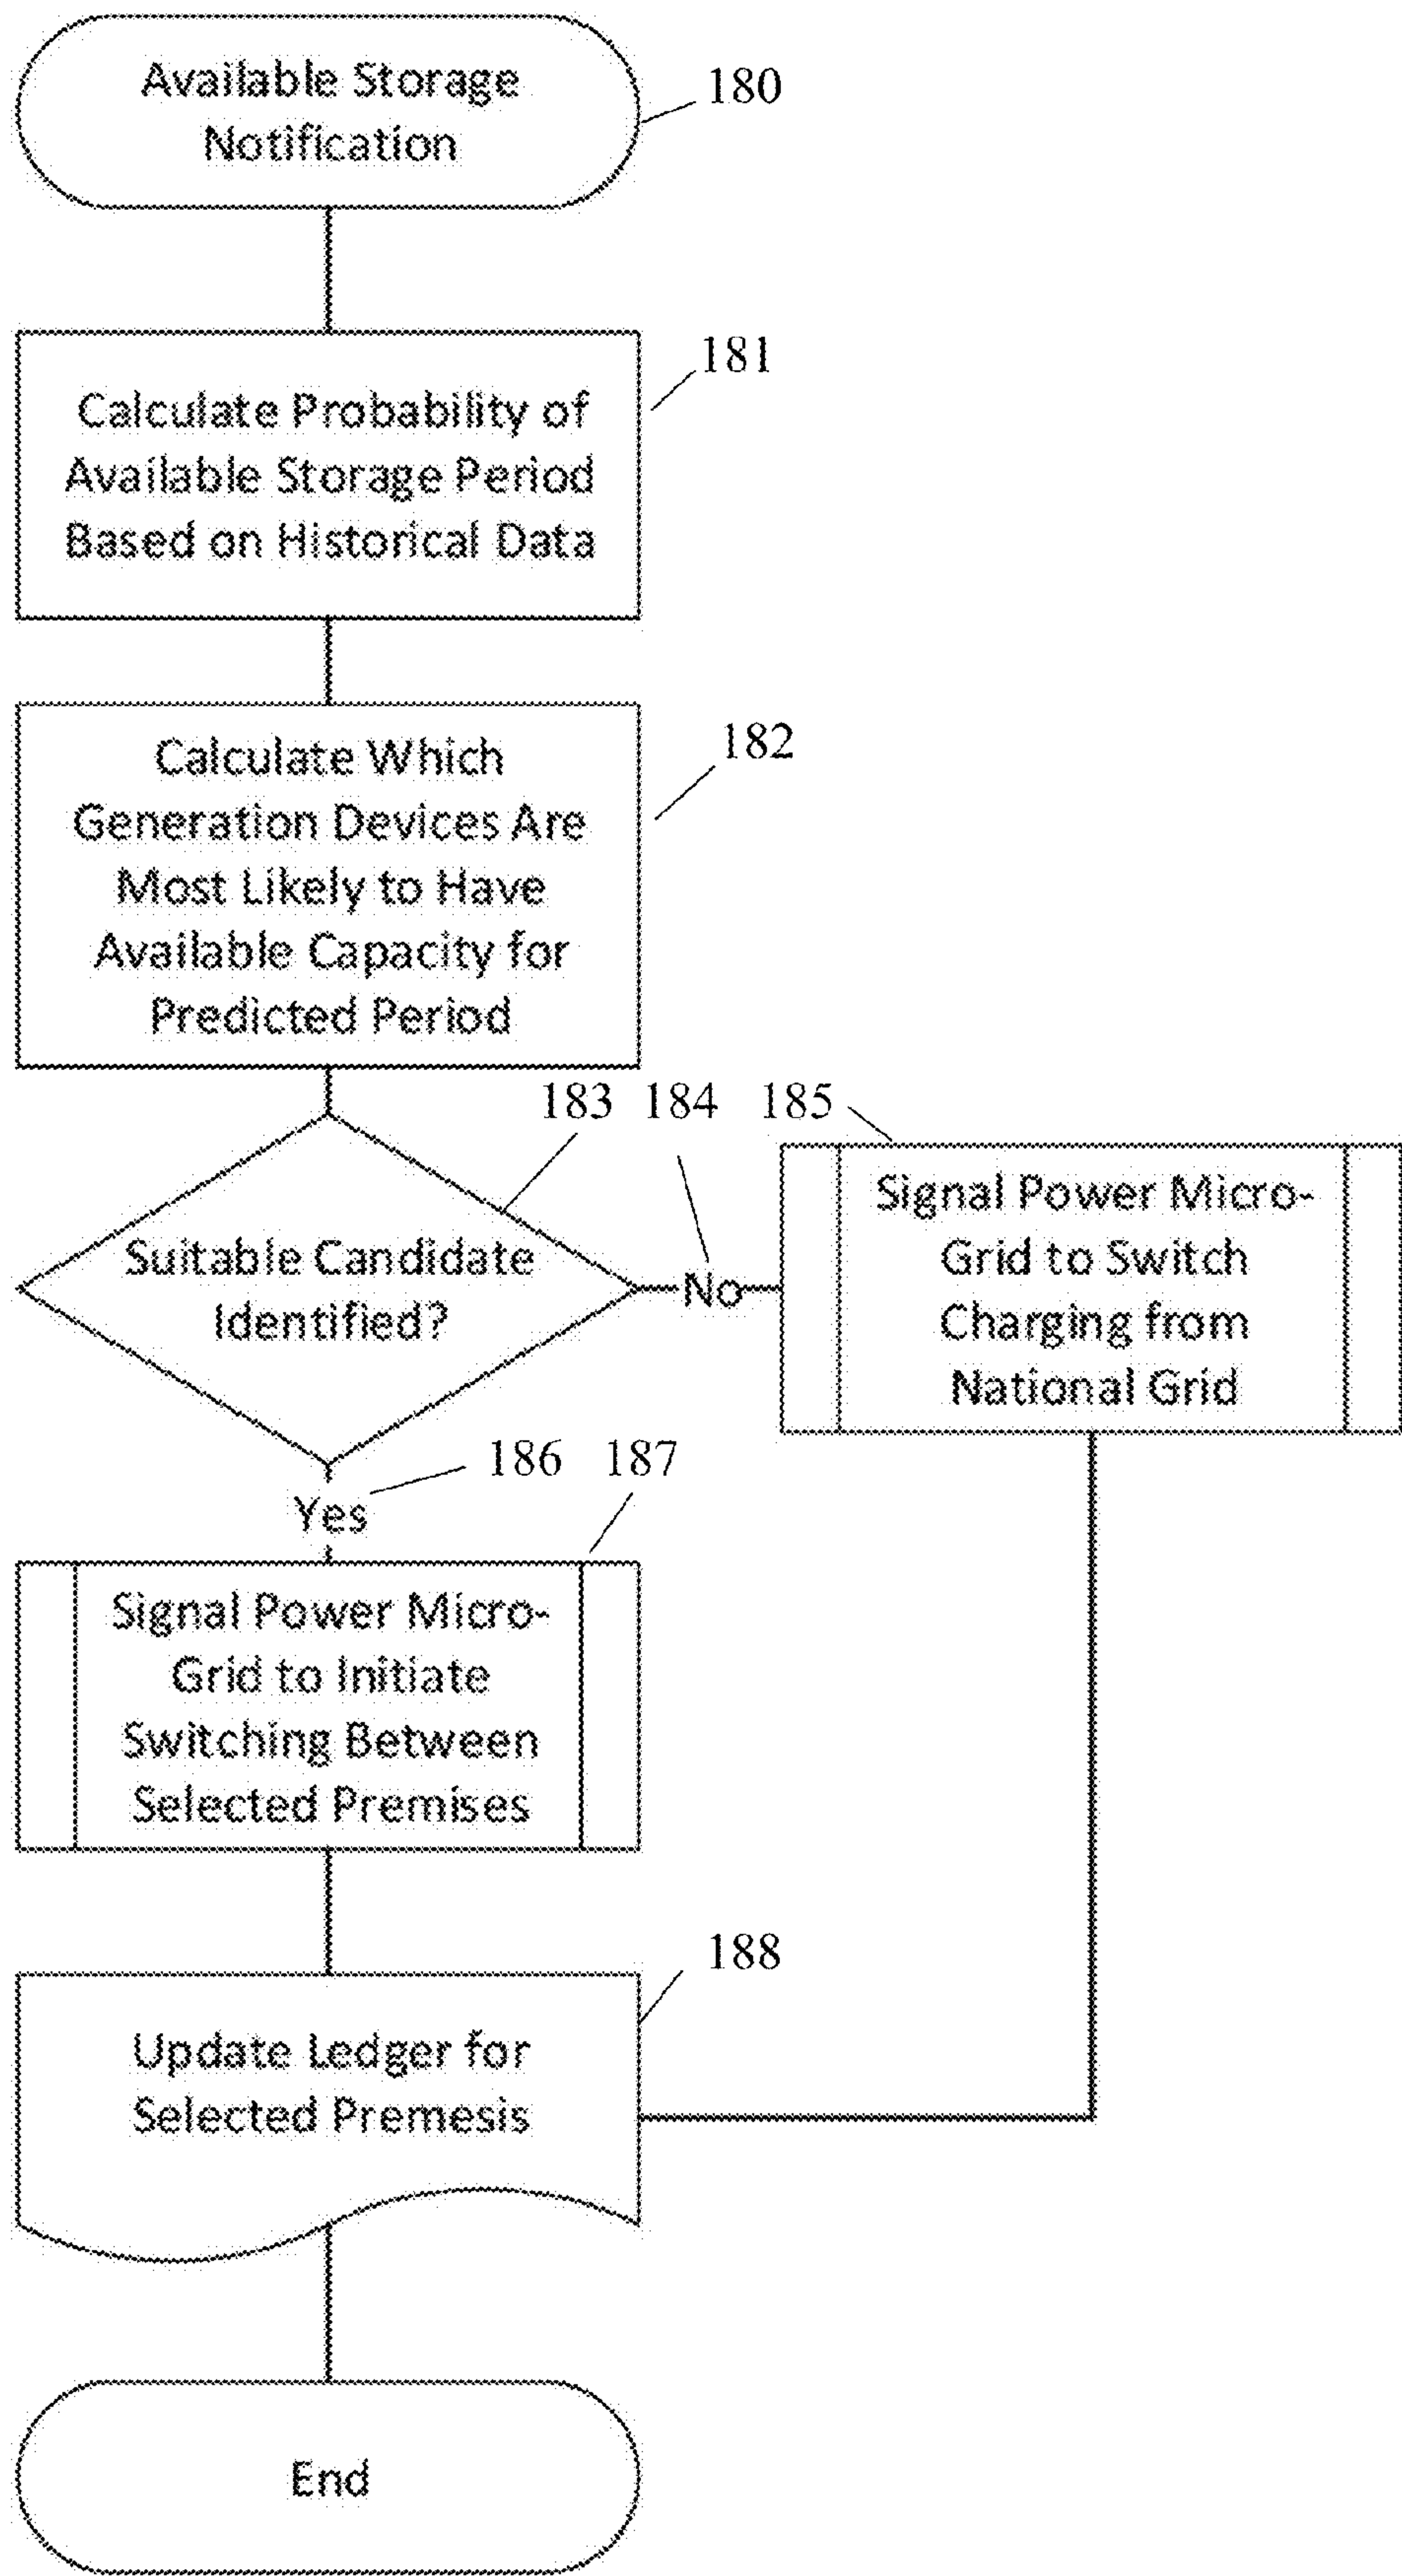 Available Storage
Notification
180
Calculate Probability of
Available Storage Period
Based on Historical Data
181
Calculate Which
Generation Devices Are
Most Likely to Have
Available Capacity for
Predicted Period
182
183 184 185
Suitable Candidate
Identified?
No
Signal Power Micro-
Grid to Switch
Charging from
National Grid
186 187
Yes
Signal Power Micro-
Grid to Initiate
Switching Between
Selected Premises
188
Update Ledger for
Selected Premesis
End